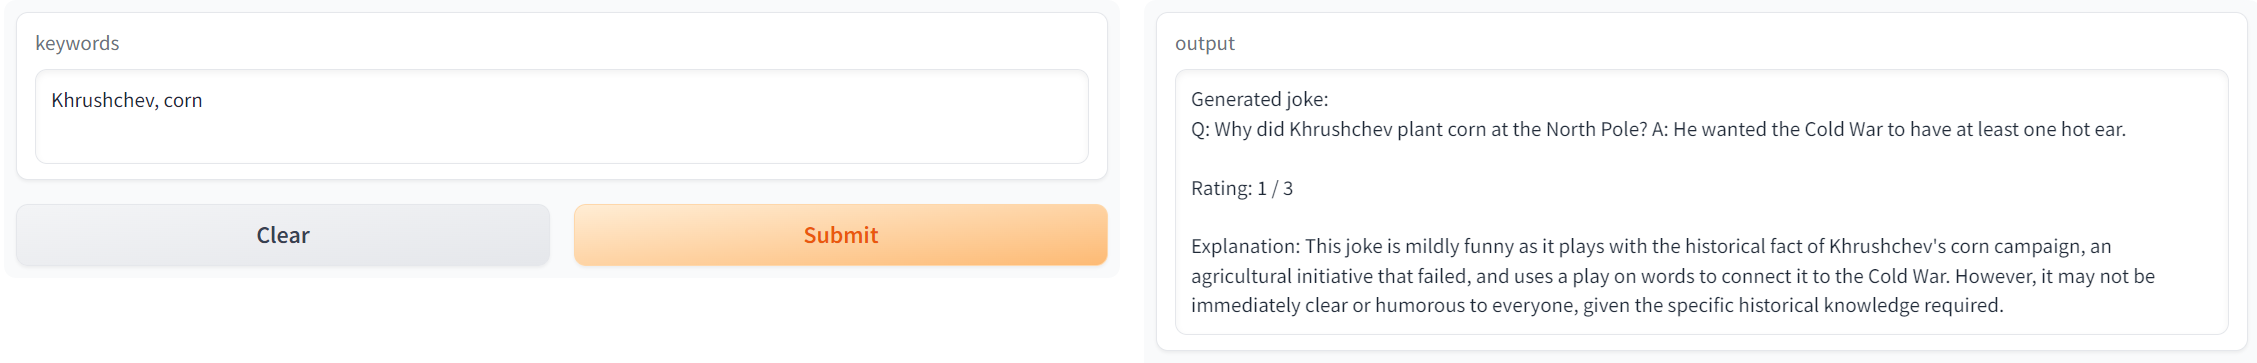 keywords
Khrushchev, corn
Clear
Submit
output
Generated joke:
Q: Why did Khrushchev plant corn at the North Pole? A: He wanted the Cold War to have at least one hot ear.
Rating: 1 / 3
Explanation: This joke is mildly funny as it plays with the historical fact of Khrushchev's corn campaign, an
agricultural initiative that failed, and uses a play on words to connect it to the Cold War. However, it may not be
immediately clear or humorous to everyone, given the specific historical knowledge required.